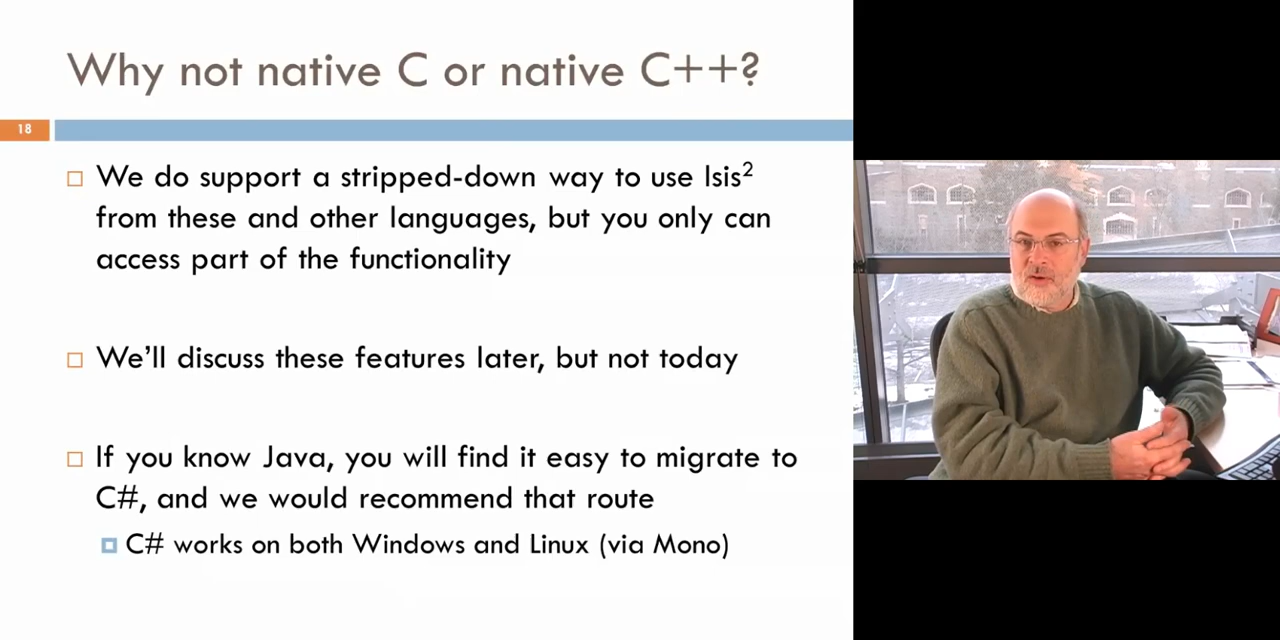 Why not native C or native C++?
18
We do support a stripped-down way to use Isis²
from these and other languages, but you only can
access part of the functionality
We'll discuss these features later, but not today
If you know Java, you will find it easy to migrate to
C#, and we would recommend that route
C# works on both Windows and Linux (via Mono)